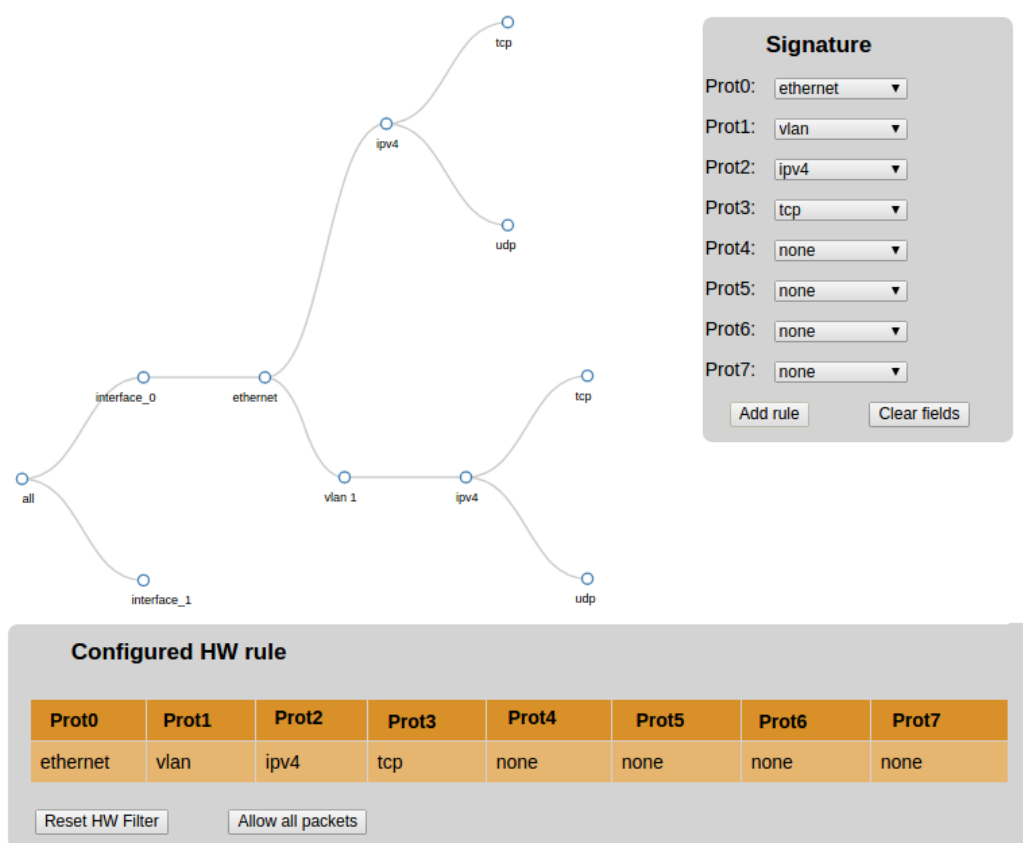 tcp
ipv4
udp
interface_0
ethernet
tcp
all
vlan 1
ipv4
interface_1
udp
Signature
Prot0: ethernet
Prot1: vlan
Prot2: ipv4
Prot3: tcp
Prot4: none
Prot5: none
Prot6: none
Prot7: none
Add rule Clear fields
Configured HW rule
Prot0 Prot1 Prot2 Prot3 Prot4 Prot5 Prot6 Prot7
ethernet vlan ipv4 tcp none none none none
Reset HW Filter Allow all packets